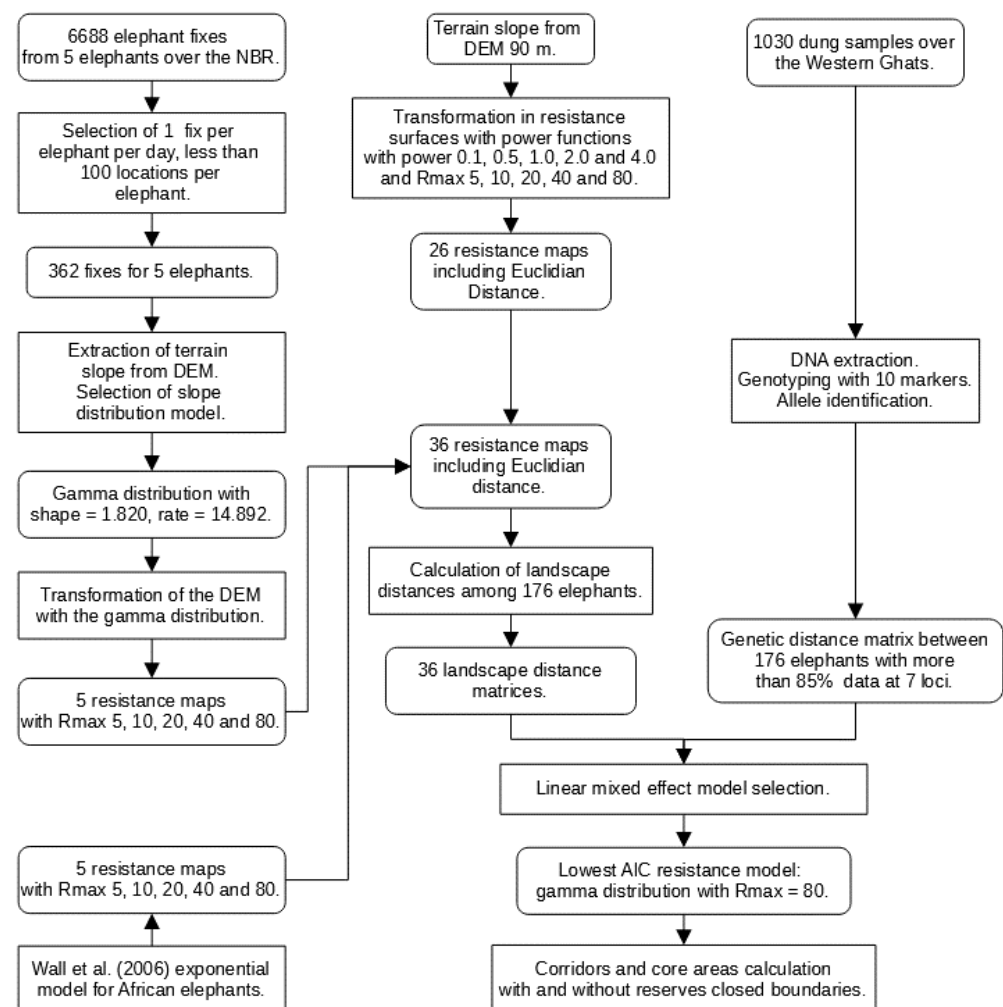 6688 elephant fixes
from 5 elephants over the NBR.
Selection of 1 fix per
elephant per day, less than
100 locations per
elephant.
362 fixes for 5 elephants.
Extraction of terrain
slope from DEM.
Selection of slope
distribution model.
Gamma distribution with
shape = 1.820, rate = 14.892.
Transformation of the DEM
with the gamma distribution.
5 resistance maps
with Rmax 5, 10, 20, 40 and 80.
5 resistance maps
with Rmax 5, 10, 20, 40 and 80.
Wall et al. (2006) exponential
model for African elephants.
Terrain slope from
DEM 90 m.
Transformation in resistance
surfaces with power functions
with power 0.1, 0.5, 1.0, 2.0 and 4.0
and Rmax 5, 10, 20, 40 and 80.
26 resistance maps
including Euclidian
Distance.
36 resistance maps
including Euclidian
distance.
Calculation of landscape
distances among 176 elephants.
36 landscape distance
matrices.
1030 dung samples over
the Western Ghats.
DNA extraction.
Genotyping with 10 markers.
Allele identification.
Genetic distance matrix between
176 elephants with more
than 85% data at 7 loci.
Linear mixed effect model selection.
Lowest AIC resistance model:
gamma distribution with Rmax = 80.
Corridors and core areas calculation
with and without reserves closed boundaries.